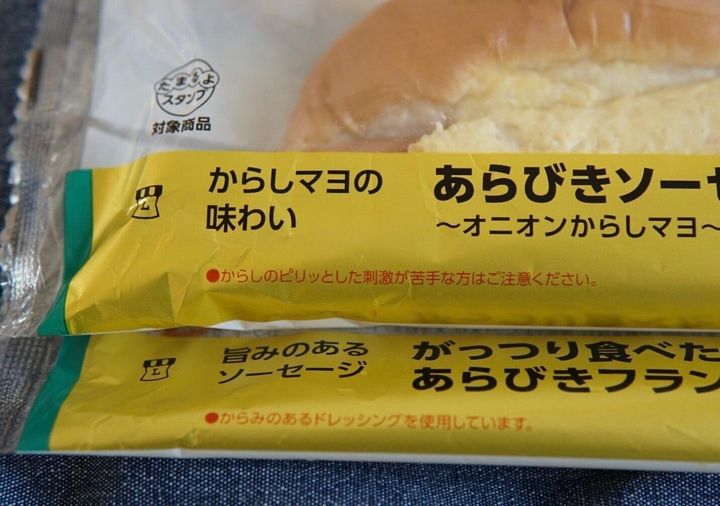 たまるよ
スタンプ
対象商品
からしマヨの
味わい
あらびきソーセ
～オニオンからしマヨ～
●からしのピリッとした刺激が苦手な方はご注意ください。
L
旨みのある
ソーセージ
がっつり食べた
あらびきフラン
●からみのあるドレッシングを使用しています。
L